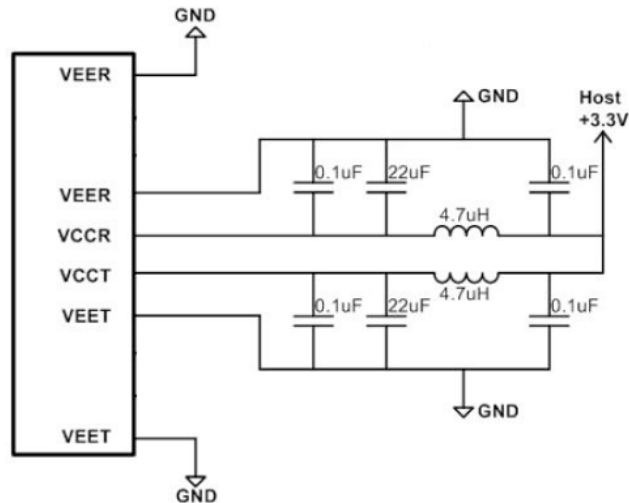 GND
VEER
GND
Host
+3.3V
0.1uF
22uF
0.1uF
VEER
4.7uH
VCCR
VCCT
4.7uH
0.1uF
22uF
0.1uF
VEET
GND
VEET
GND